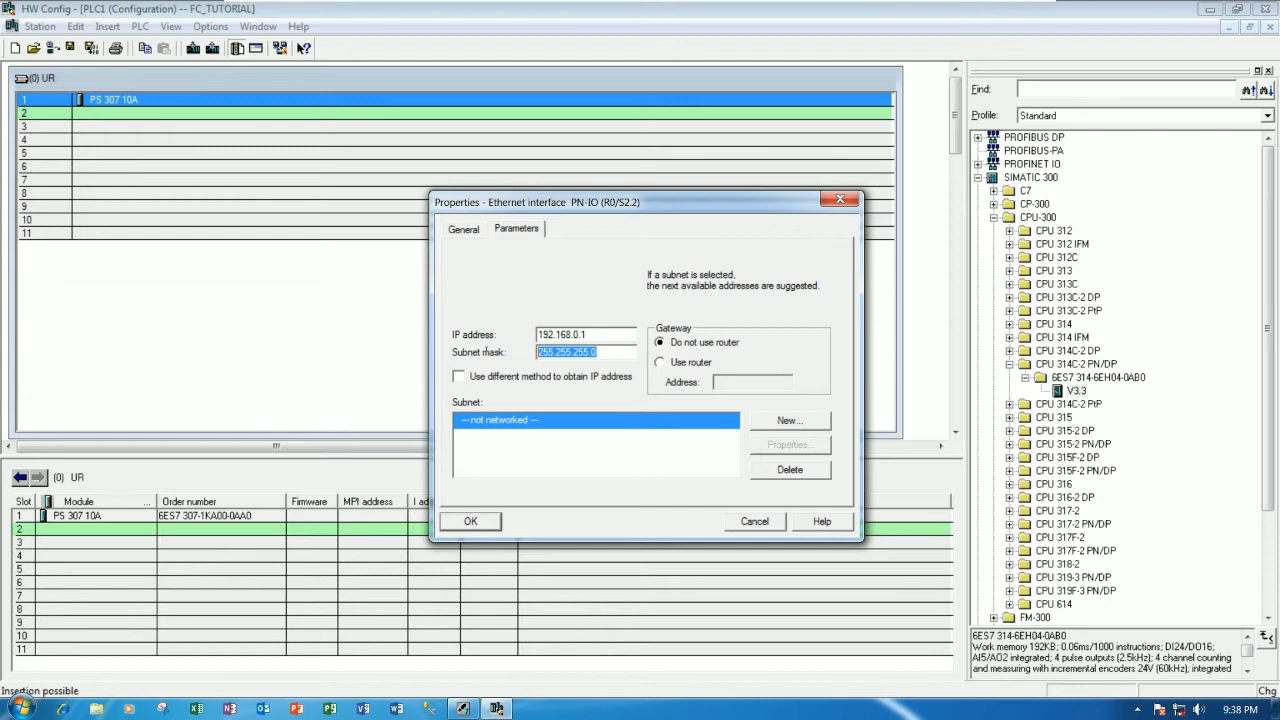 HW Config - [PLC1 (Configuration) -- FC_TUTORIAL]
Station Edit Insert PLC View Options Window Help
(0) UR
1 PS 307 10A
2
3
4
5
6
7
8
9
10
11
Find:
Profile: Standard
PROFIBUS DP
PROFIBUS-PA
PROFINET IO
SIMATIC 300
C7
CP-300
CPU-300
CPU 312
CPU 312 IFM
CPU 312C
CPU 313
CPU 313C
CPU 313C-2 DP
CPU 313C-2 PtP
CPU 314
CPU 314 IFM
CPU 314C-2 DP
CPU 314C-2 PN/DP
6ES7 314-6EH04-0AB0
V3.3
CPU 314C-2 PtP
CPU 315
CPU 315-2 DP
CPU 315-2 PN/DP
CPU 315F-2 DP
CPU 315F-2 PN/DP
CPU 316
CPU 316-2 DP
CPU 317-2
CPU 317-2 PN/DP
CPU 317F-2
CPU 317F-2 PN/DP
CPU 318-2
CPU 319-3 PN/DP
CPU 319F-3 PN/DP
CPU 614
FM-300
6ES7 314-6EH04-0AB0
Work memory 192KB; 0.06ms/1000 instructions; DI24/DO16;
AI5/AO2 integrated; 4 pulse outputs (2.5kHz); 4 channel counting
and measuring with incremental encoders 24V (60kHz); integrated
Properties - Ethernet interface PN-IO (R0/S2.2)
General Parameters
If a subnet is selected,
the next available addresses are suggested.
IP address: 192.168.0.1
Subnet mask: 255.255.255.0
Use different method to obtain IP address
Gateway
Do not use router
Use router
Address:
Subnet:
--- not networked ---
New...
Properties...
Delete
OK Cancel Help
(0) UR
Slot Module ... Order number Firmware MPI address I ad
1 PS 307 10A 6ES7 307-1KA00-0AA0
2
3
4
5
6
7
8
9
10
11
Insertion possible
Chg
9:38 PM